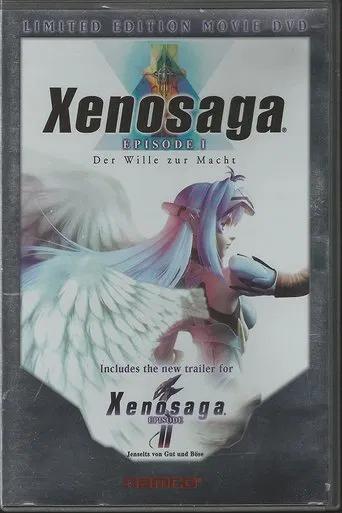 LIMITED EDITION MOVIE DVD
Xenosaga®
EPISODE I
Der Wille zur Macht
Includes the new trailer for
Xenosaga®
EPISODE
II
Jenseits von Gut und Böse
namco®